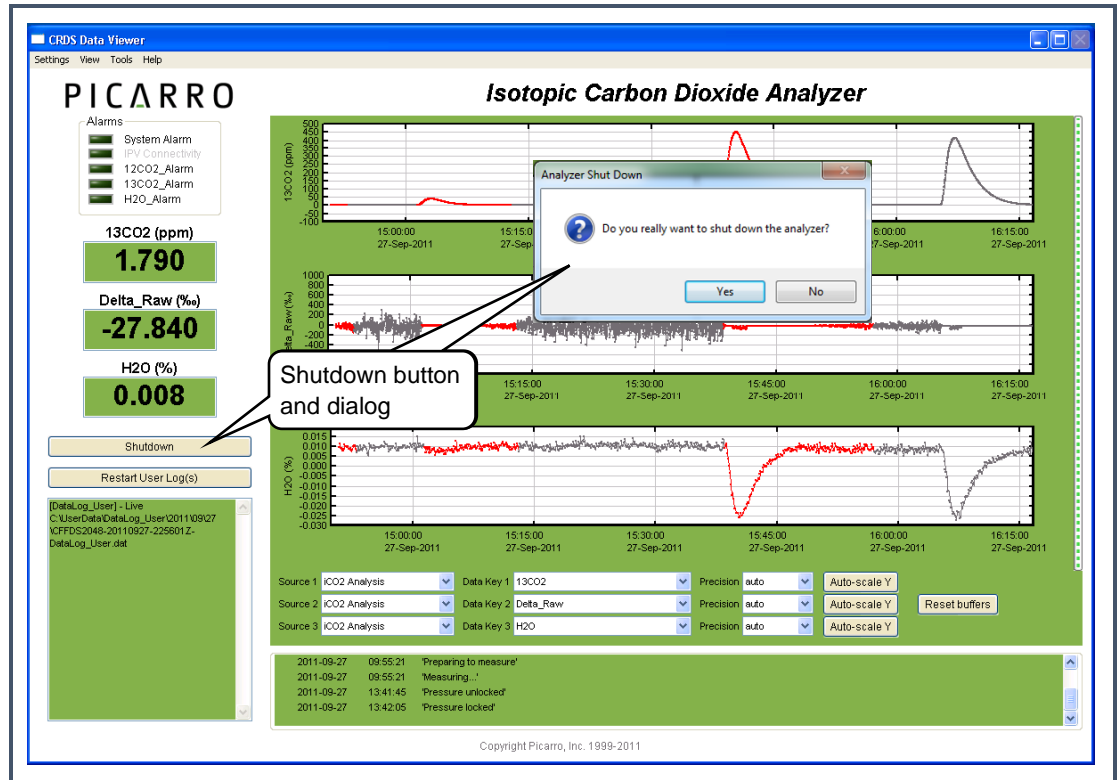 CRDS Data Viewer
Settings View Tools Help
PICARRO
Isotopic Carbon Dioxide Analyzer
Alarms
System Alarm
IPV Connectivity
12CO2_Alarm
13CO2_Alarm
H2O_Alarm
13CO2 (ppm)
1.790
Delta_Raw (‰)
-27.840
H2O (%)
0.008
Shutdown
Restart User Log(s)
[DataLog_User] - Live
C:\UserData\DataLog_User\2011\09\27
\CFFDS2048-20110927-225601Z-
DataLog_User.dat
13CO2 (ppm)
500
450
400
350
300
250
200
150
100
50
0
-50
-100
15:00:00 15:15:0 6:00:00 16:15:00
27-Sep-2011 27-Sep 27-Sep-2011 27-Sep-2011
Analyzer Shut Down
Do you really want to shut down the analyzer?
Yes No
Delta_Raw (‰)
1000
800
600
400
200
0
-200
-400
15:15:00 15:30:00 15:45:00 16:00:00 16:15:00
27-Sep-2011 27-Sep-2011 27-Sep-2011 27-Sep-2011 27-Sep-2011
Shutdown button
and dialog
H2O (%)
0.015
0.010
0.005
0.000
-0.005
-0.010
-0.015
-0.020
-0.025
-0.030
15:00:00 15:15:00 15:30:00 15:45:00 16:00:00 16:15:00
27-Sep-2011 27-Sep-2011 27-Sep-2011 27-Sep-2011 27-Sep-2011 27-Sep-2011
Source 1 iCO2 Analysis Data Key 1 13CO2 Precision auto Auto-scale Y
Source 2 iCO2 Analysis Data Key 2 Delta_Raw Precision auto Auto-scale Y Reset buffers
Source 3 iCO2 Analysis Data Key 3 H2O Precision auto Auto-scale Y
2011-09-27 09:55:21 'Preparing to measure'
2011-09-27 09:55:21 'Measuring...'
2011-09-27 13:41:45 'Pressure unlocked'
2011-09-27 13:42:05 'Pressure locked'
Copyright Picarro, Inc. 1999-2011